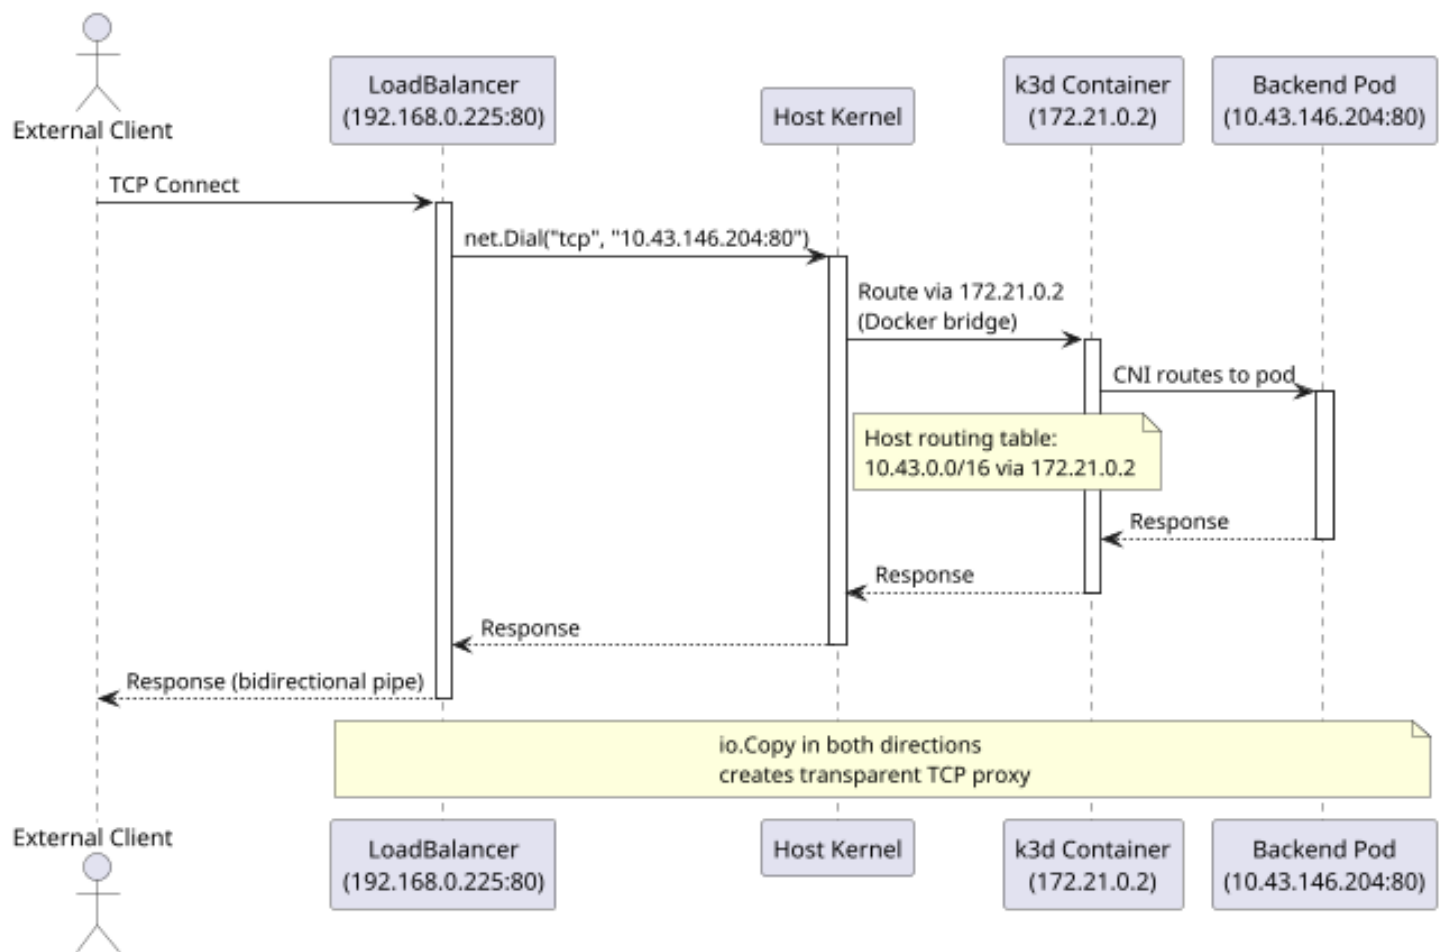 External Client
LoadBalancer
(192.168.0.225:80)
Host Kernel
k3d Container
(172.21.0.2)
Backend Pod
(10.43.146.204:80)
TCP Connect
net.Dial("tcp", "10.43.146.204:80")
Route via 172.21.0.2
(Docker bridge)
CNI routes to pod
Host routing table:
10.43.0.0/16 via 172.21.0.2
Response
Response
Response
Response (bidirectional pipe)
io.Copy in both directions
creates transparent TCP proxy
External Client
LoadBalancer
(192.168.0.225:80)
Host Kernel
k3d Container
(172.21.0.2)
Backend Pod
(10.43.146.204:80)